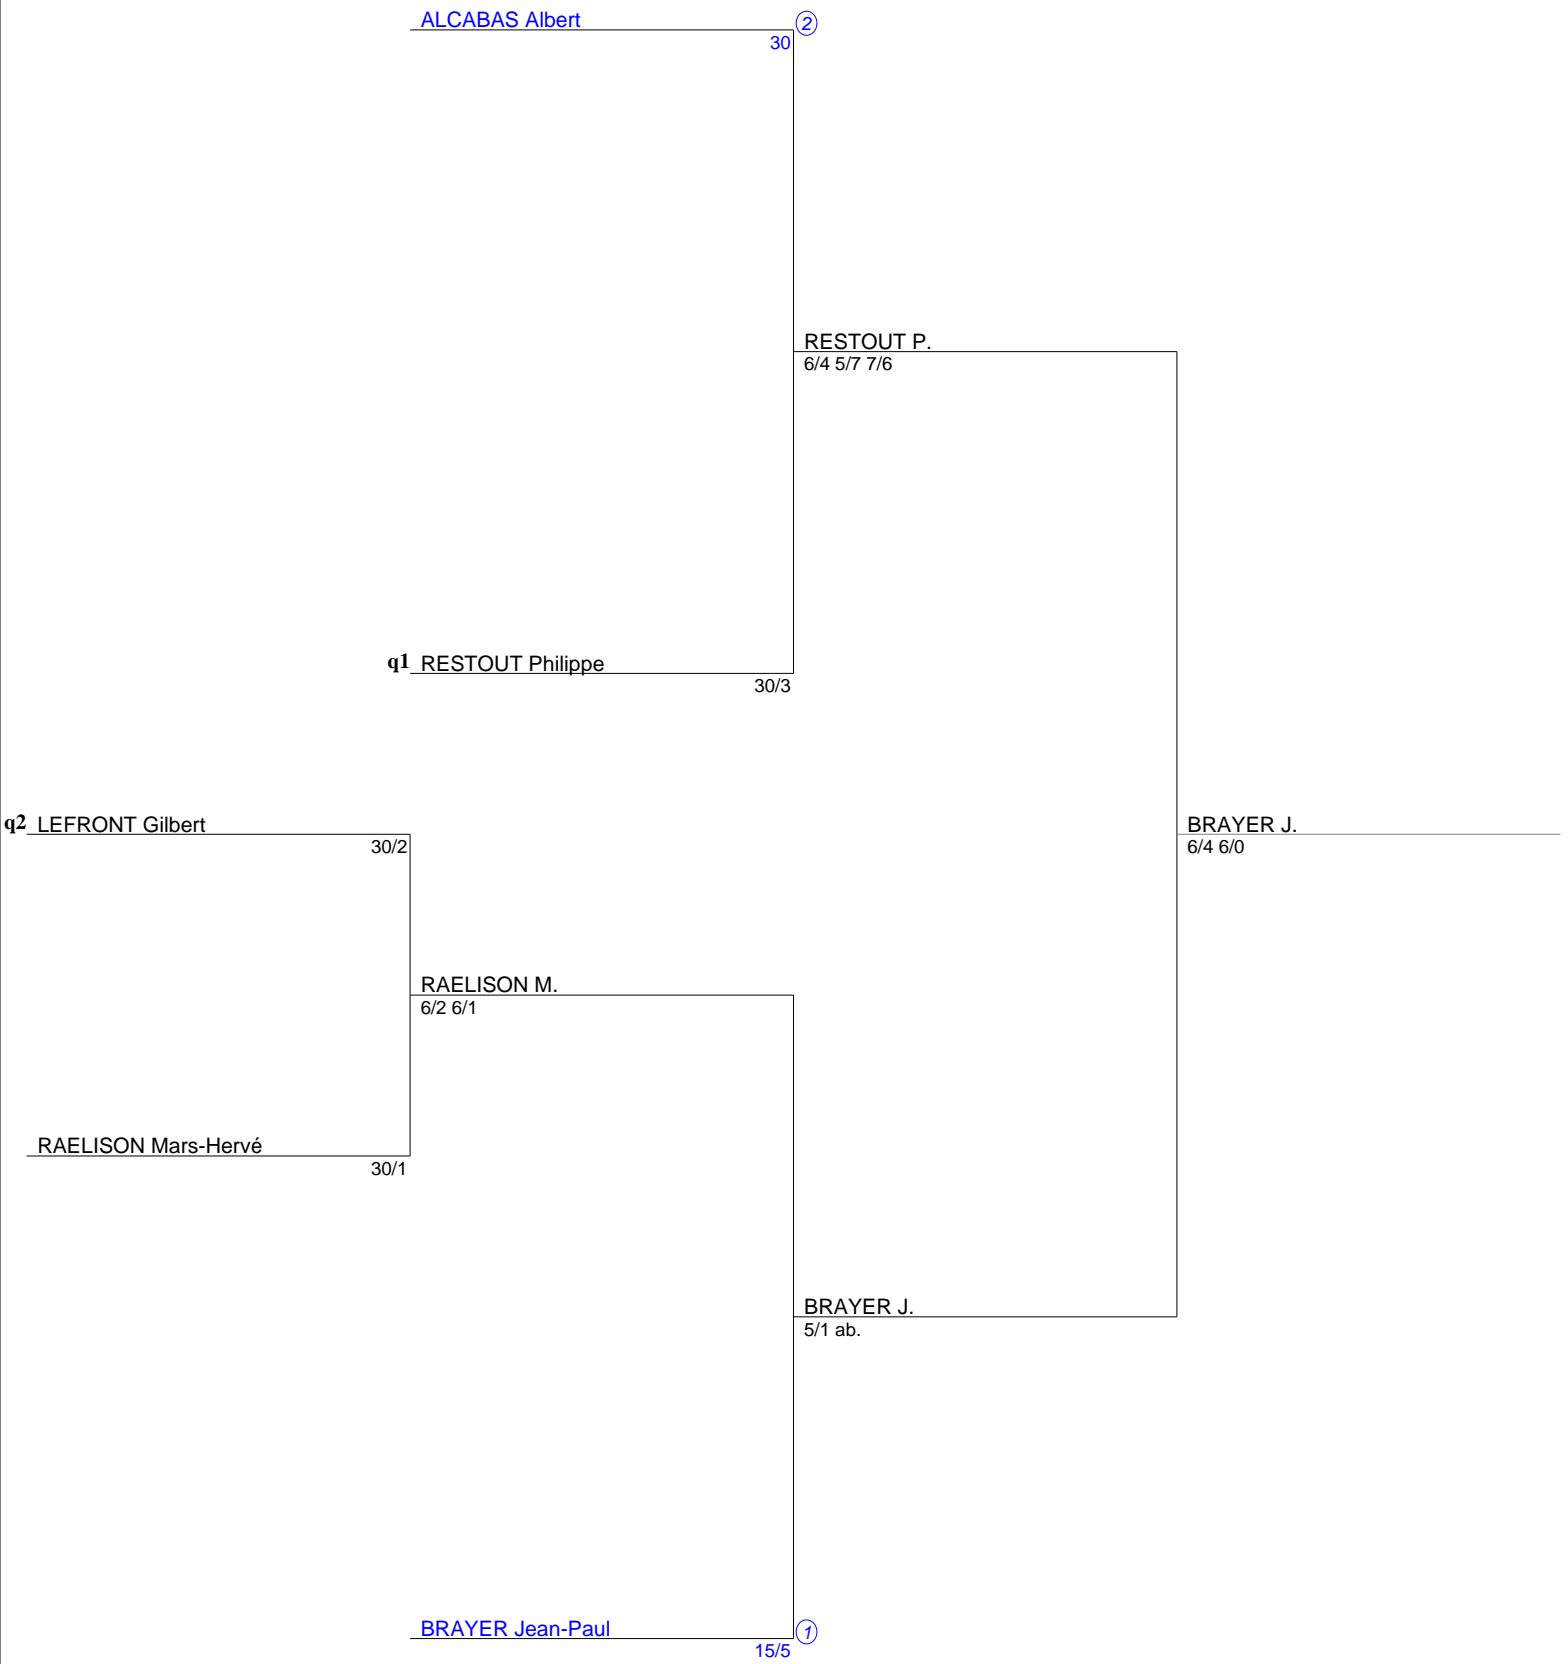 ALCABAS Albert
2
30
RESTOUT P.
6/4 5/7 7/6
q1 RESTOUT Philippe
30/3
q2 LEFRONT Gilbert
30/2
BRAYER J.
6/4 6/0
RAELISON M.
6/2 6/1
RAELISON Mars-Hervé
30/1
BRAYER J.
5/1 ab.
BRAYER Jean-Paul
1
15/5